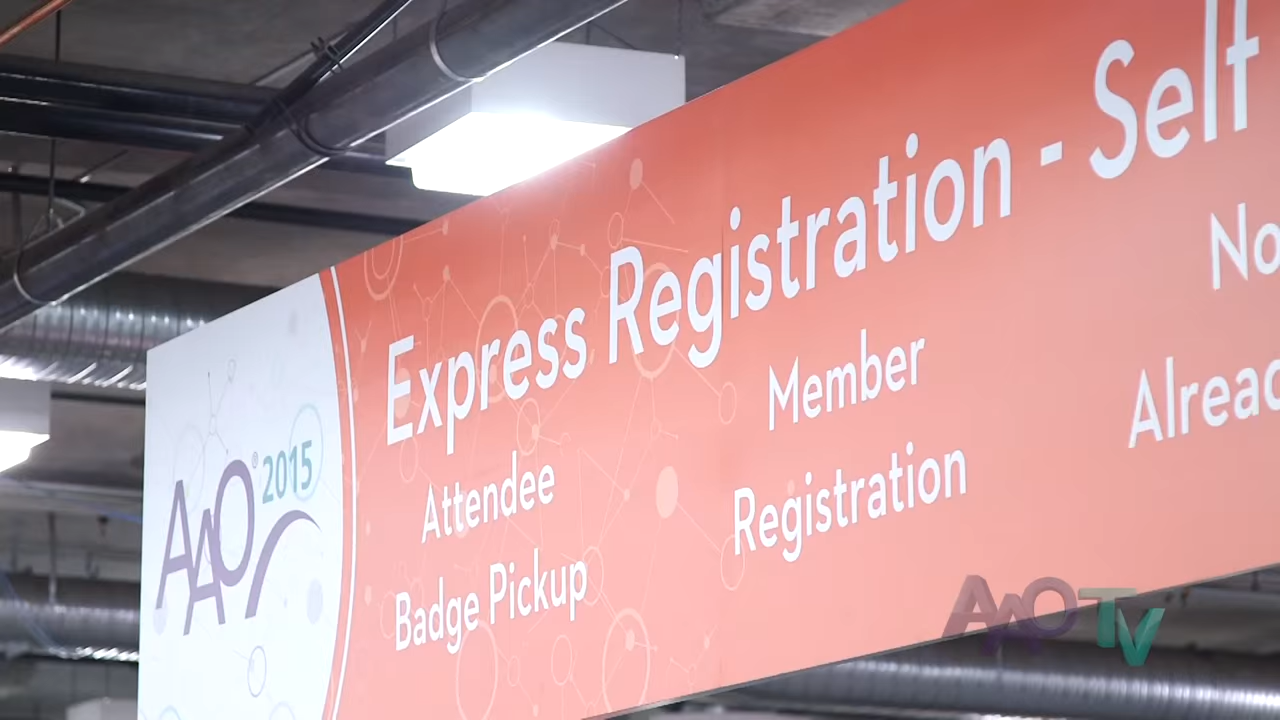 Express Registration - Self
AAO® 2015
Attendee
Badge Pickup
Member
Registration
No
Alread
AAO TV